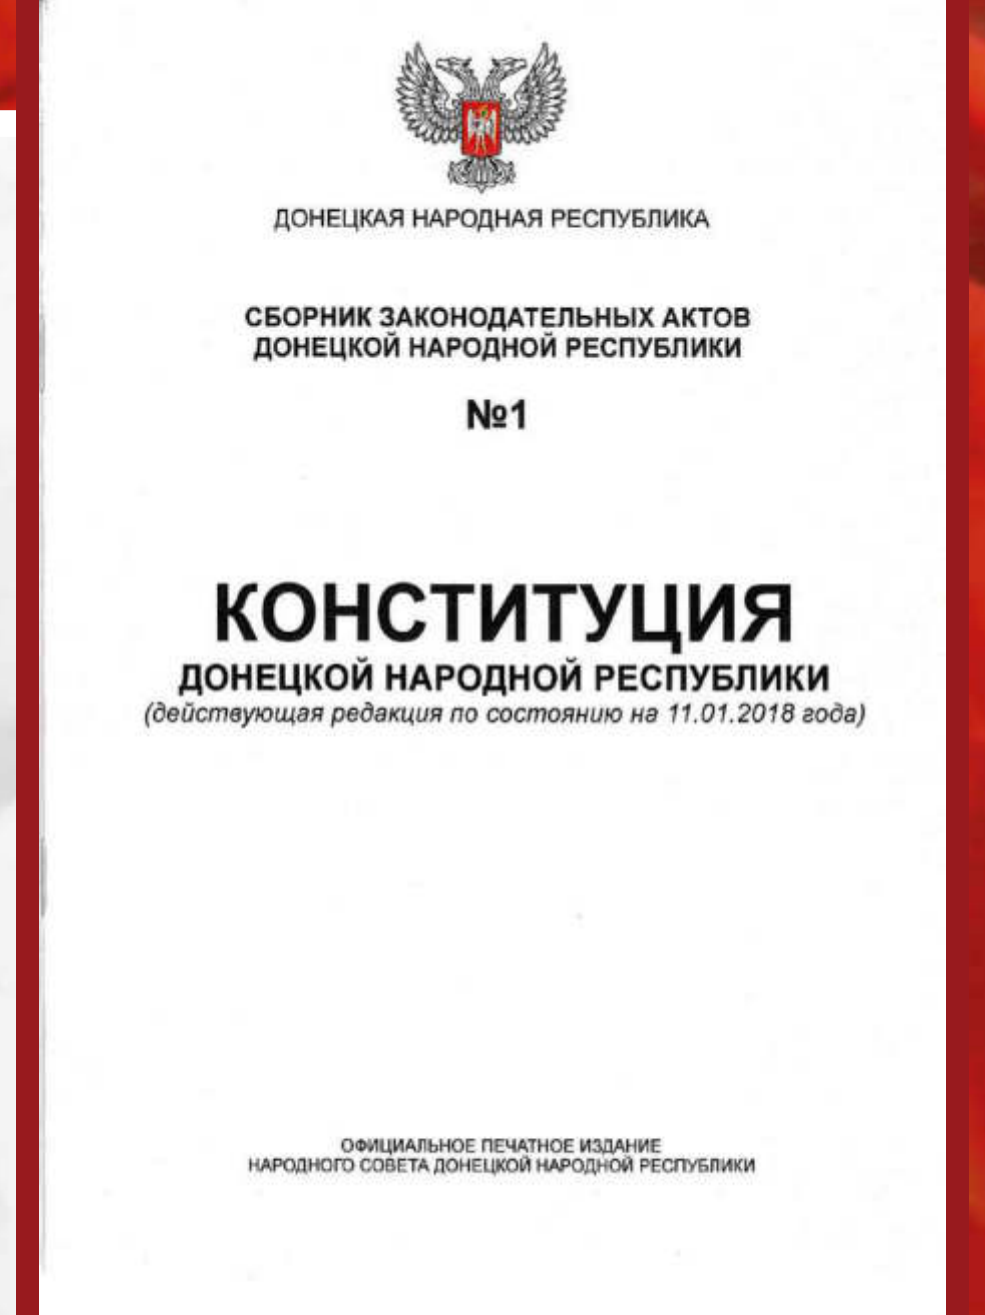 ДОНЕЦКАЯ НАРОДНАЯ РЕСПУБЛИКА
СБОРНИК ЗАКОНОДАТЕЛЬНЫХ АКТОВ
ДОНЕЦКОЙ НАРОДНОЙ РЕСПУБЛИКИ
№1
КОНСТИТУЦИЯ
ДОНЕЦКОЙ НАРОДНОЙ РЕСПУБЛИКИ
(действующая редакция по состоянию на 11.01.2018 года)
ОФИЦИАЛЬНОЕ ПЕЧАТНОЕ ИЗДАНИЕ
НАРОДНОГО СОВЕТА ДОНЕЦКОЙ НАРОДНОЙ РЕСПУБЛИКИ